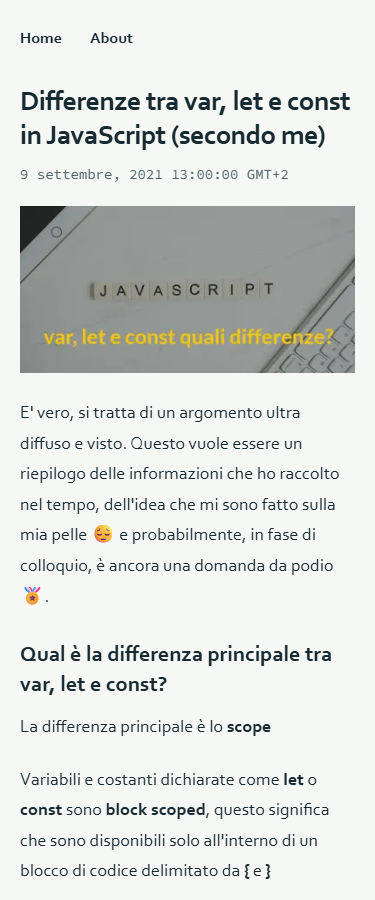 Home About
Differenze tra var, let e const
in JavaScript (secondo me)
9 settembre, 2021 13:00:00 GMT+2
JAVASCRIPT
var, let e const quali differenze?
E' vero, si tratta di un argomento ultra
diffuso e visto. Questo vuole essere un
riepilogo delle informazioni che ho raccolto
nel tempo, dell'idea che mi sono fatto sulla
mia pelle 😔 e probabilmente, in fase di
colloquio, è ancora una domanda da podio
🏅.
Qual è la differenza principale tra
var, let e const?
La differenza principale è lo scope
Variabili e costanti dichiarate come let o
const sono block scoped, questo significa
che sono disponibili solo all'interno di un
blocco di codice delimitato da { e }